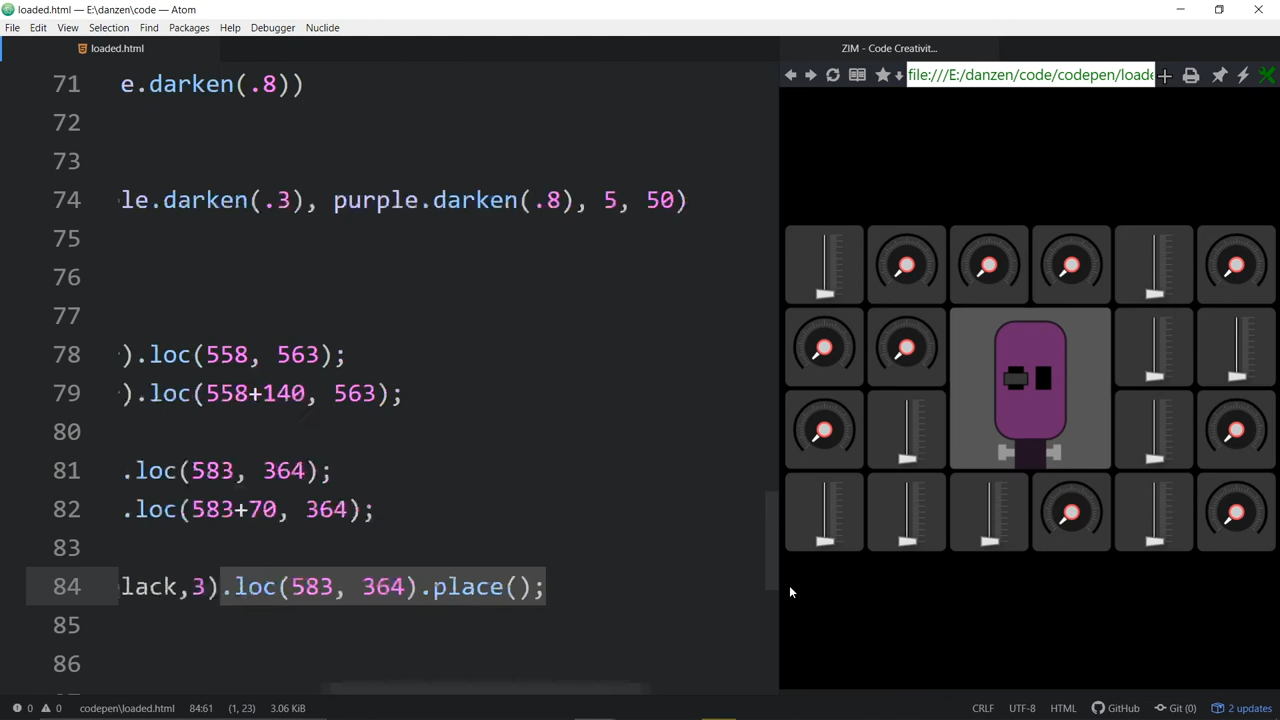 loaded.html — E:\danzen\code — Atom
File Edit View Selection Find Packages Help Debugger Nuclide
loaded.html
ZIM - Code Creativit...
file:///E:/danzen/code/codepen/loade
71 e.darken(.8))
72
73
74 le.darken(.3), purple.darken(.8), 5, 50)
75
76
77
78 ).loc(558, 563);
79 ).loc(558+140, 563);
80
81 .loc(583, 364);
82 .loc(583+70, 364);
83
84 lack,3).loc(583, 364).place();
85
86
0 0 codepen\loaded.html 84:61 (1, 23) 3.06 KiB CRLF UTF-8 HTML GitHub Git (0) 2 updates